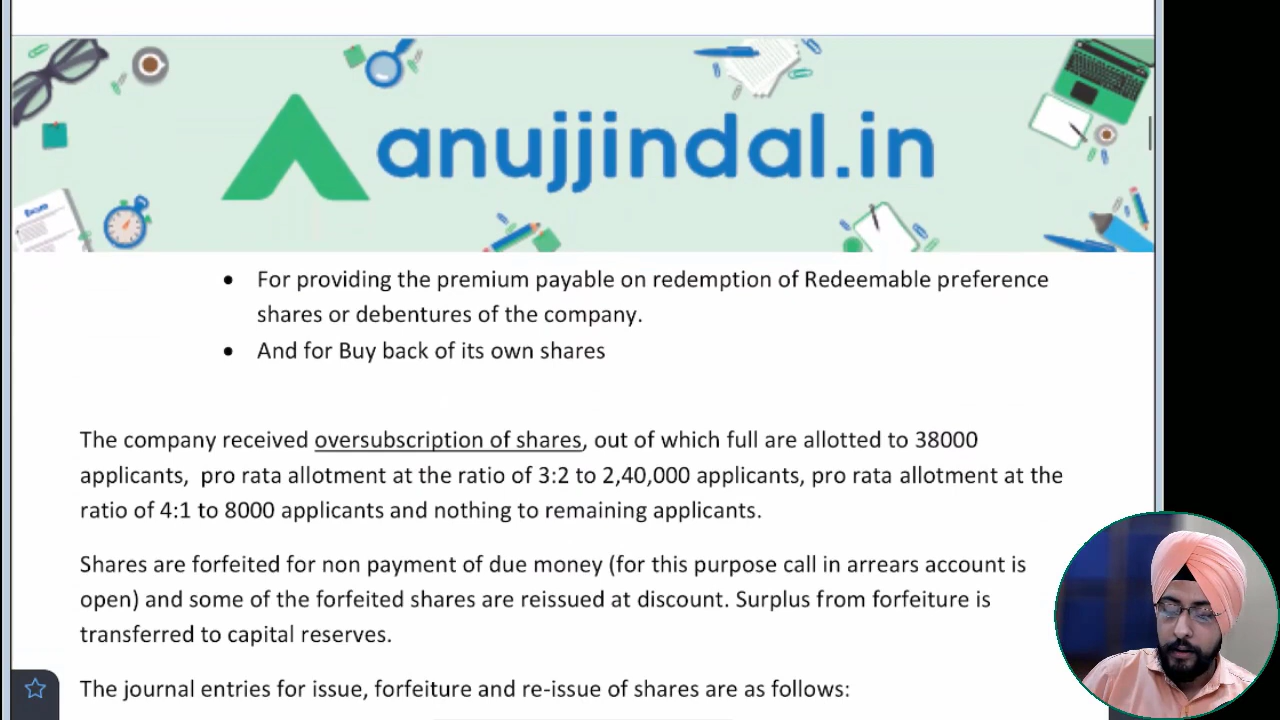 anujjindal.in
• For providing the premium payable on redemption of Redeemable preference
shares or debentures of the company.
• And for Buy back of its own shares
The company received oversubscription of shares, out of which full are allotted to 38000
applicants, pro rata allotment at the ratio of 3:2 to 2,40,000 applicants, pro rata allotment at the
ratio of 4:1 to 8000 applicants and nothing to remaining applicants.
Shares are forfeited for non payment of due money (for this purpose call in arrears account is
open) and some of the forfeited shares are reissued at discount. Surplus from forfeiture is
transferred to capital reserves.
The journal entries for issue, forfeiture and re-issue of shares are as follows: